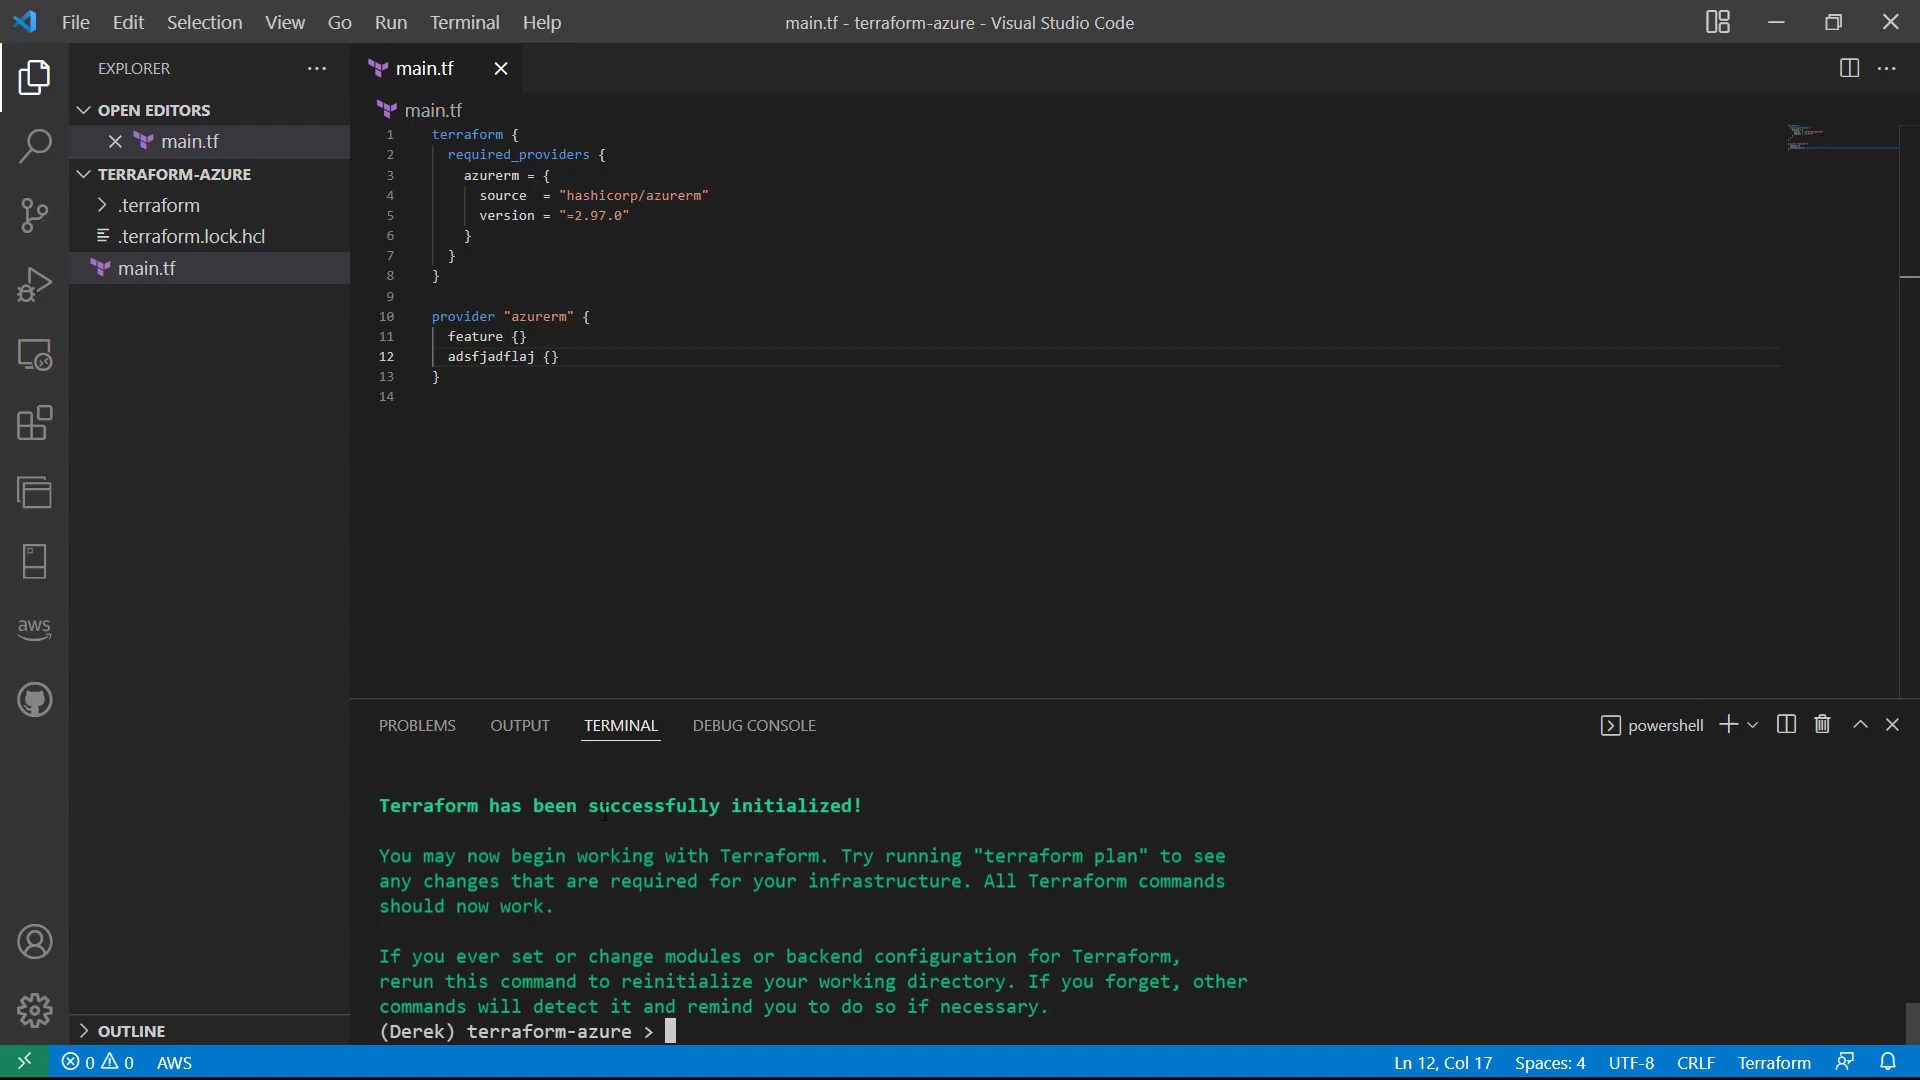 File Edit Selection View Go Run Terminal Help
main.tf - terraform-azure - Visual Studio Code
EXPLORER
OPEN EDITORS
main.tf
TERRAFORM-AZURE
.terraform
.terraform.lock.hcl
main.tf
OUTLINE
aws
main.tf
main.tf
1 terraform {
2 required_providers {
3 azurerm = {
4 source  = "hashicorp/azurerm"
5 version = "=2.97.0"
6 }
7 }
8 }
9
10 provider "azurerm" {
11 feature {}
12 adsfjadflaj {}
13 }
14
PROBLEMS OUTPUT TERMINAL DEBUG CONSOLE
powershell
Terraform has been successfully initialized!
You may now begin working with Terraform. Try running "terraform plan" to see
any changes that are required for your infrastructure. All Terraform commands
should now work.
If you ever set or change modules or backend configuration for Terraform,
rerun this command to reinitialize your working directory. If you forget, other
commands will detect it and remind you to do so if necessary.
(Derek) terraform-azure >
0 0 AWS
Ln 12, Col 17 Spaces: 4 UTF-8 CRLF Terraform